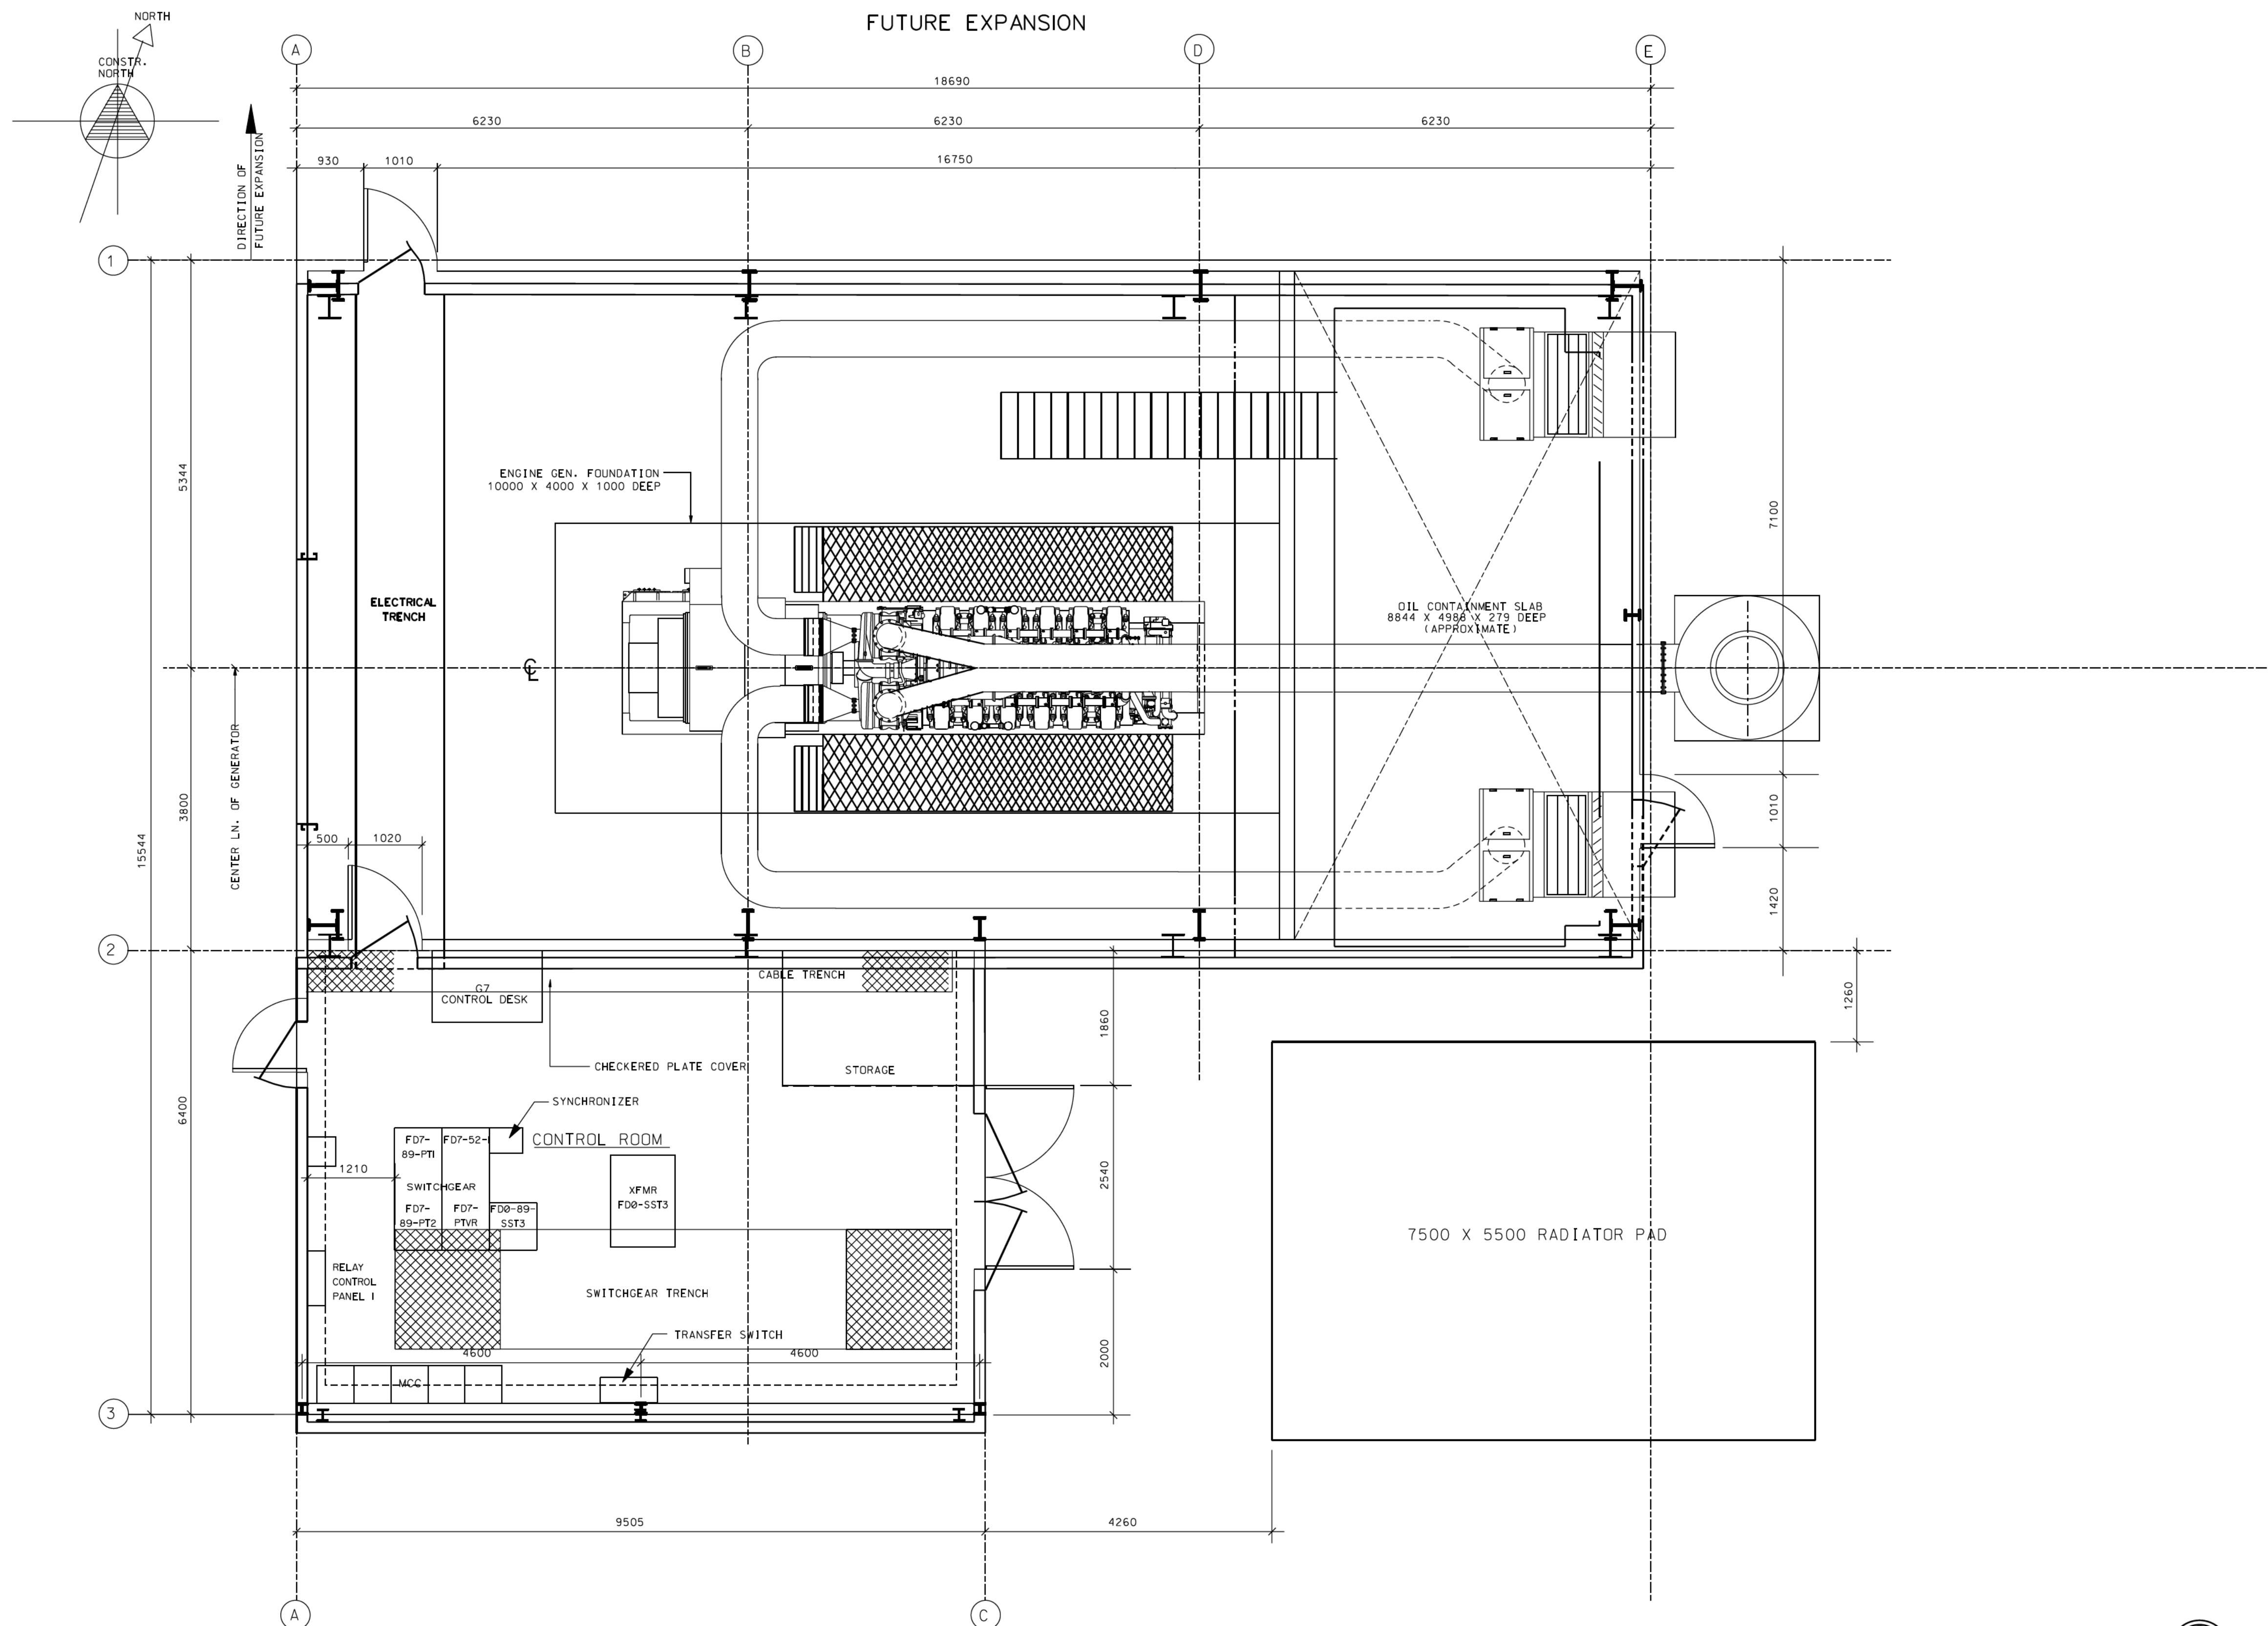 FUTURE EXPANSION
NORTH
CONSTR.
NORTH
A
B
D
E
18690
6230
6230
6230
930
1010
16750
DIRECTION OF
FUTURE EXPANSION
1
5344
7100
ENGINE GEN. FOUNDATION
10000 X 4000 X 1000 DEEP
ELECTRICAL
TRENCH
OIL CONTAINMENT SLAB
8844 X 4988 X 279 DEEP
(APPROXIMATE)
CL
CENTER LN. OF GENERATOR
3800
15544
500
1020
1010
1420
2
CABLE TRENCH
G7
CONTROL DESK
1260
1860
CHECKERED PLATE COVER
STORAGE
SYNCHRONIZER
6400
CONTROL ROOM
FD7-
89-PT1
FD7-52-1
1210
SWITCHGEAR
XFMR
FD0-SST3
2540
FD7-
89-PT2
FD7-
PTVR
FD0-89-
SST3
7500 X 5500 RADIATOR PAD
RELAY
CONTROL
PANEL 1
SWITCHGEAR TRENCH
TRANSFER SWITCH
4600
4600
2000
MCC
3
9505
4260
A
C